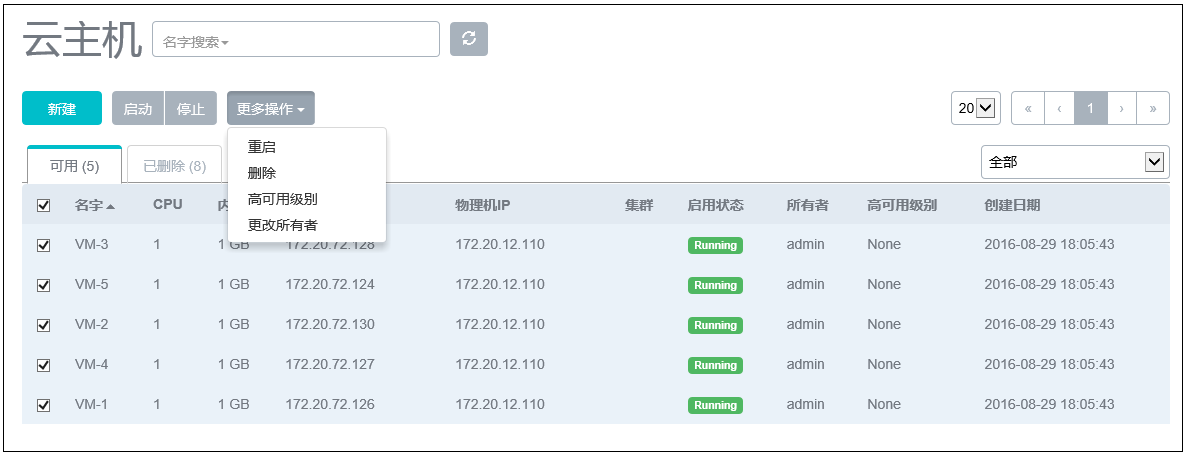 云主机 名字搜索
新建 启动 停止 更多操作 20 « ‹ 1 › »
重启
删除
高可用级别
更改所有者
可用 (5) 已删除 (8) 全部
名字 CPU 内 物理机IP 集群 启用状态 所有者 高可用级别 创建日期
VM-3 1 1 GB 172.20.72.128 172.20.12.110 Running admin None 2016-08-29 18:05:43
VM-5 1 1 GB 172.20.72.124 172.20.12.110 Running admin None 2016-08-29 18:05:43
VM-2 1 1 GB 172.20.72.130 172.20.12.110 Running admin None 2016-08-29 18:05:43
VM-4 1 1 GB 172.20.72.127 172.20.12.110 Running admin None 2016-08-29 18:05:43
VM-1 1 1 GB 172.20.72.126 172.20.12.110 Running admin None 2016-08-29 18:05:43